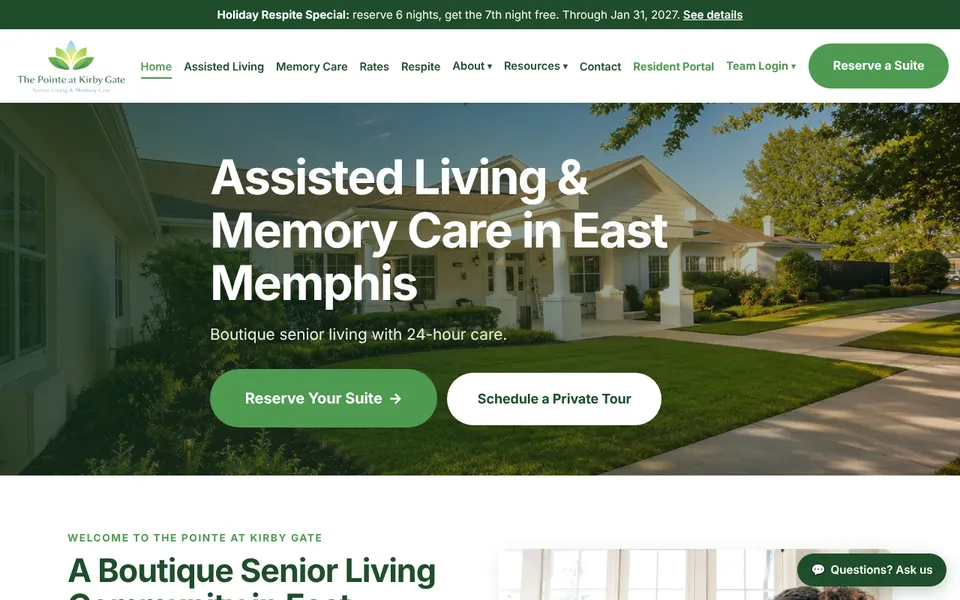 Holiday Respite Special: reserve 6 nights, get the 7th night free. Through Jan 31, 2027. See details
The Pointe at Kirby Gate
Senior Living & Memory Care
Home
Assisted Living
Memory Care
Rates
Respite
About ▾
Resources ▾
Contact
Resident Portal
Team Login ▾
Reserve a Suite
Assisted Living &
Memory Care in East
Memphis
Boutique senior living with 24-hour care.
Reserve Your Suite →
Schedule a Private Tour
WELCOME TO THE POINTE AT KIRBY GATE
A Boutique Senior Living
Community in East
Questions? Ask us